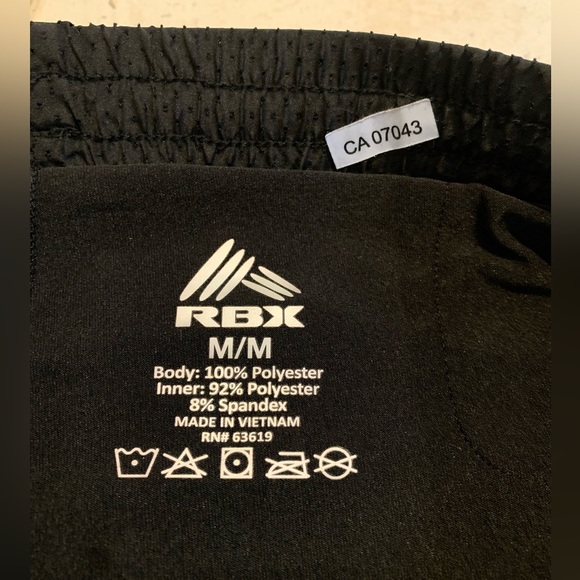 CA 07043
RBX
M/M
Body: 100% Polyester
Inner: 92% Polyester
8% Spandex
MADE IN VIETNAM
RN# 63619